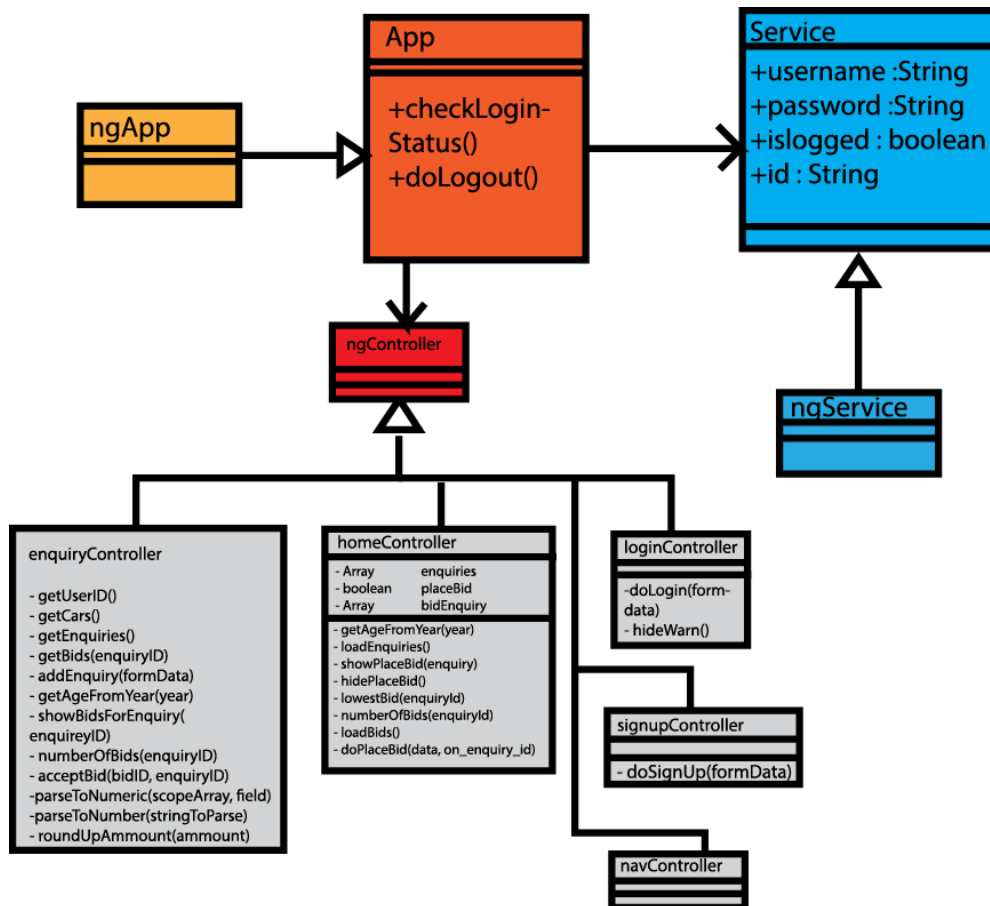 App
+checkLogin-
Status()
+doLogout()
Service
+username :String
+password :String
+islogged : boolean
+id : String
ngApp
ngController
ngService
enquiryController
- getUserID()
- getCars()
- getEnquiries()
- getBids(enquiryID)
- addEnquiry(formData)
- getAgeFromYear(year)
- showBidsForEnquiry(
enquireyID)
- numberOfBids(enquiryID)
- acceptBid(bidID, enquiryID)
-parseToNumeric(scopeArray, field)
-parseToNumber(stringToParse)
- roundUpAmmount(ammount)
homeController
- Array enquiries
- boolean placeBid
- Array bidEnquiry
- getAgeFromYear(year)
- loadEnquiries()
- showPlaceBid(enquiry)
- hidePlaceBid()
- lowestBid(enquiryId)
- numberOfBids(enquiryId)
- loadBids()
- doPlaceBid(data, on_enquiry_id)
loginController
-doLogin(form-
data)
- hideWarn()
signupController
- doSignUp(formData)
navController